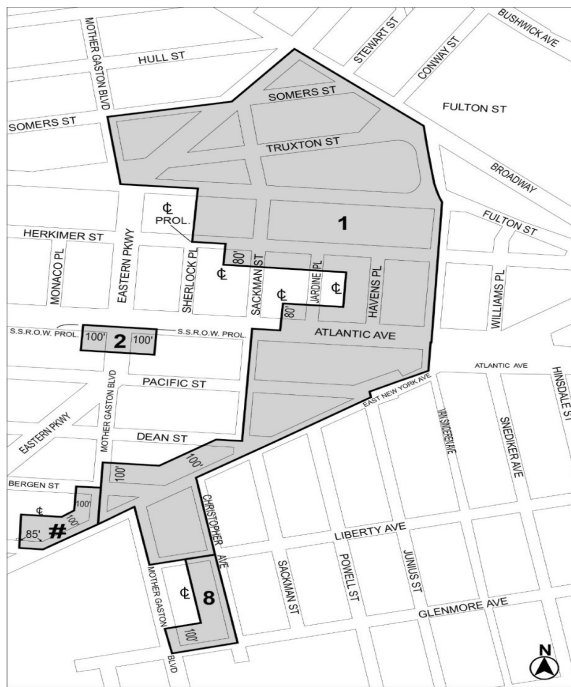 BUSHWICK AVE
STEWART ST
MOTHER GASTON BLVD
HULL ST
CONWAY ST
SOMERS ST
FULTON ST
SOMERS ST
TRUXTON ST
BROADWAY
℄
PROL.
1
FULTON ST
HERKIMER ST
MONACO PL
EASTERN PKWY
SHERLOCK PL
℄
80'
SACKMAN ST
℄
JARDINE PL
℄
HAVENS PL
WILLIAMS PL
80'
S.S.R.O.W. PROL.
100'
2
100'
S.S.R.O.W. PROL.
ATLANTIC AVE
ATLANTIC AVE
PACIFIC ST
MOTHER GASTON BLVD
EAST NEW YORK AVE
HINSDALE ST
EASTERN PKWY
DEAN ST
VAN SINDEREN AVE
SNEDIKER AVE
100'
100'
BERGEN ST
℄
100'
85'
#
100'
CHRISTOPHER AVE
LIBERTY AVE
SACKMAN ST
POWELL ST
JUNIUS ST
MOTHER GASTON BLVD
℄
8
100'
GLENMORE AVE
N